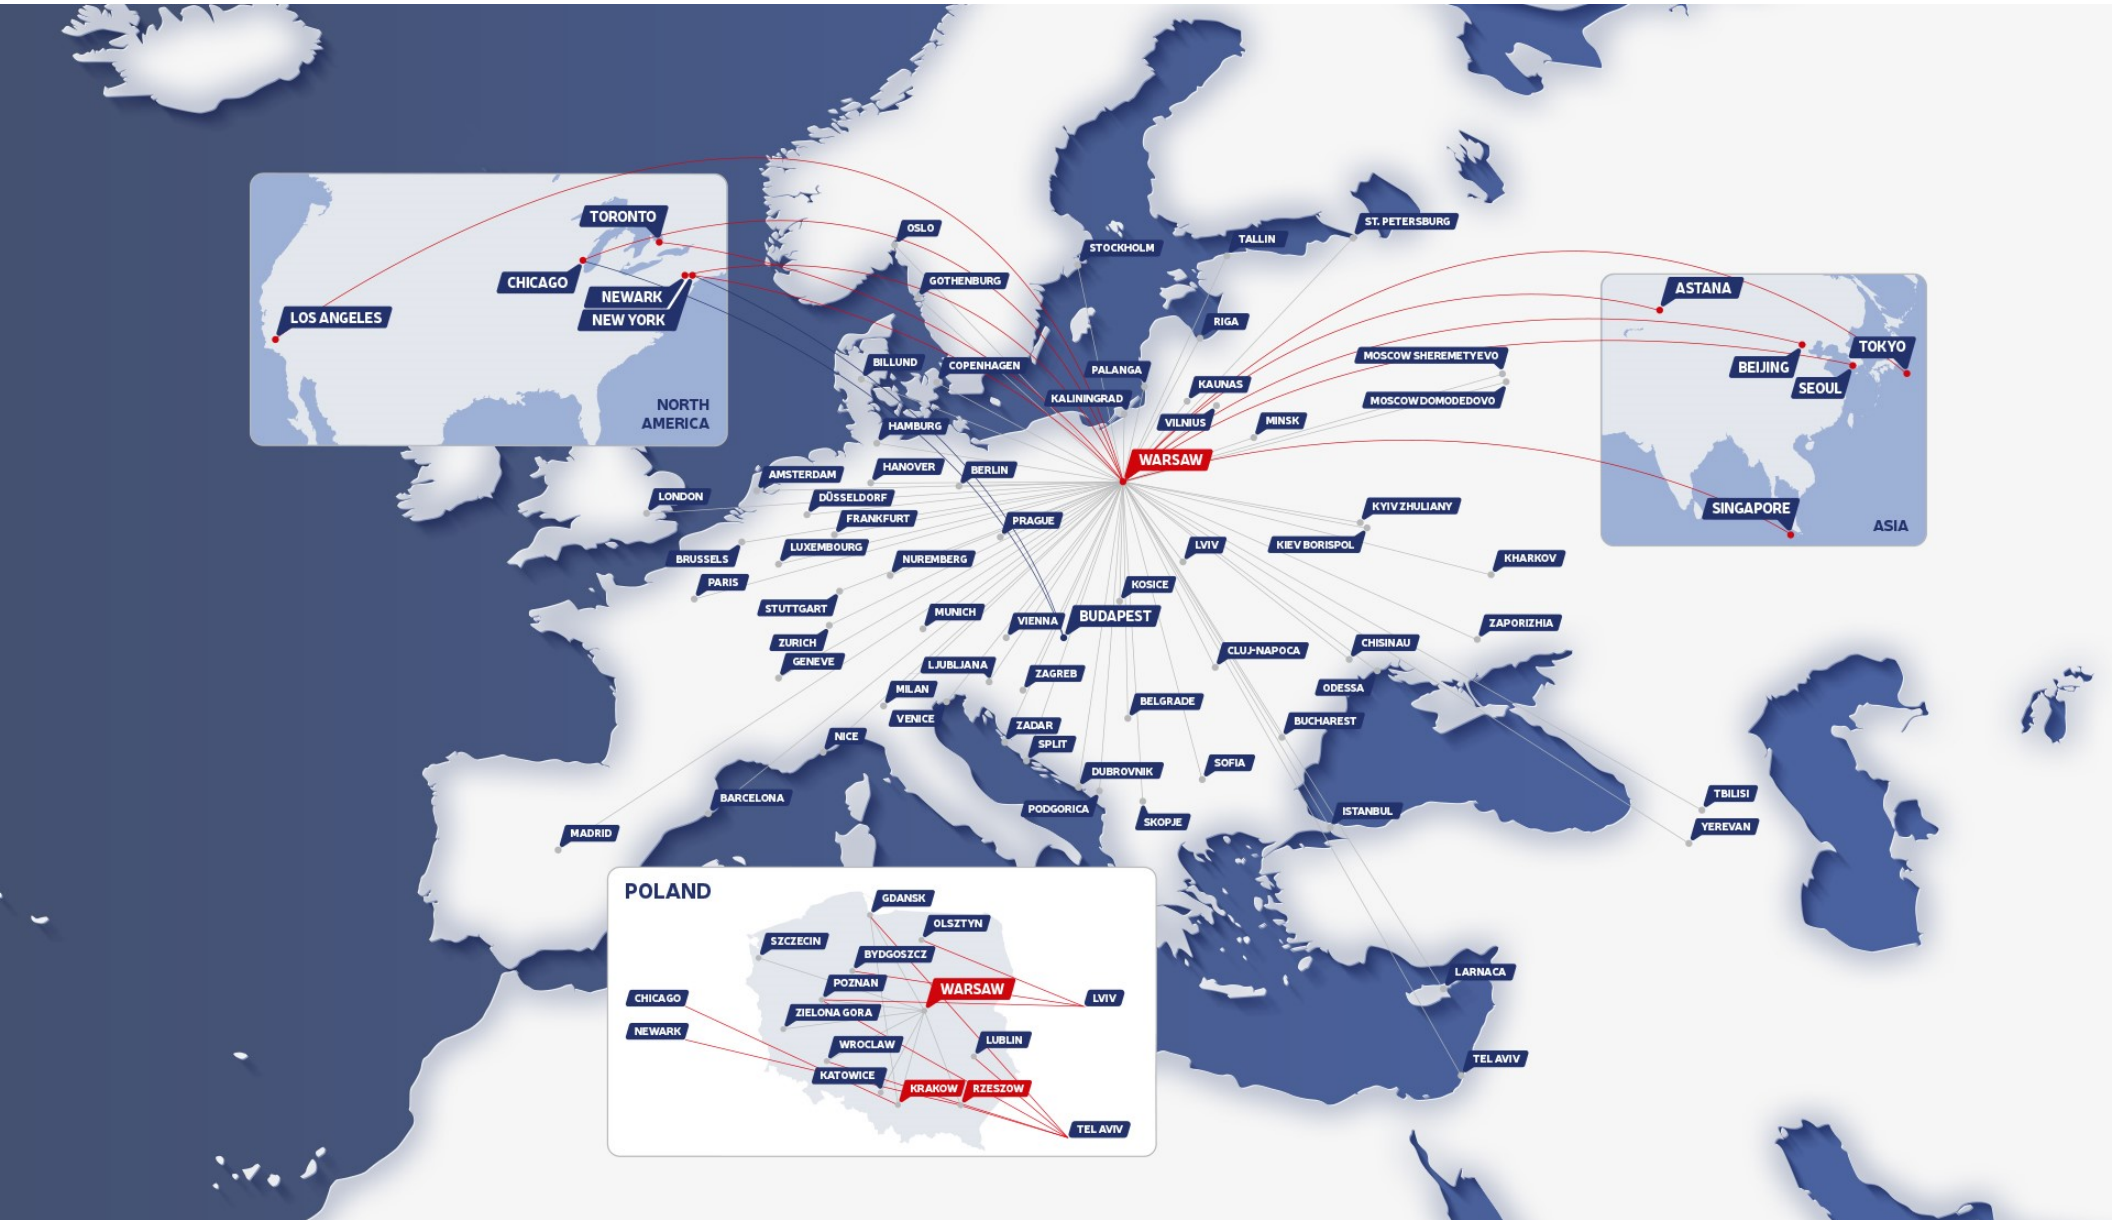 OSLO
ST. PETERSBURG
TORONTO
STOCKHOLM
TALLIN
CHICAGO
GOTHENBURG
ASTANA
NEWARK
NEW YORK
LOS ANGELES
RIGA
BILLUND
COPENHAGEN
PALANGA
MOSCOW SHEREMETYEVO
TOKYO
BEIJING
SEOUL
KAUNAS
KALININGRAD
MOSCOW DOMODEDOVO
NORTH
AMERICA
HAMBURG
VILNIUS
MINSK
WARSAW
AMSTERDAM
HANOVER
BERLIN
LONDON
DÜSSELDORF
KYIV ZHULIANY
SINGAPORE
ASIA
FRANKFURT
PRAGUE
BRUSSELS
LUXEMBOURG
NUREMBERG
LVIV
KIEV BORISPOL
KHARKOV
PARIS
KOSICE
STUTTGART
MUNICH
VIENNA
BUDAPEST
ZAPORIZHIA
ZURICH
GENEVE
LJUBLJANA
ZAGREB
CLUJ-NAPOCA
CHISINAU
MILAN
VENICE
BELGRADE
ODESSA
NICE
ZADAR
SPLIT
BUCHAREST
BARCELONA
DUBROVNIK
SOFIA
PODGORICA
SKOPJE
ISTANBUL
TBILISI
YEREVAN
MADRID
LARNACA
TEL AVIV
POLAND
GDANSK
OLSZTYN
SZCZECIN
BYDGOSZCZ
POZNAN
WARSAW
CHICAGO
LVIV
ZIELONA GORA
NEWARK
WROCLAW
LUBLIN
KATOWICE
KRAKOW
RZESZOW
TEL AVIV